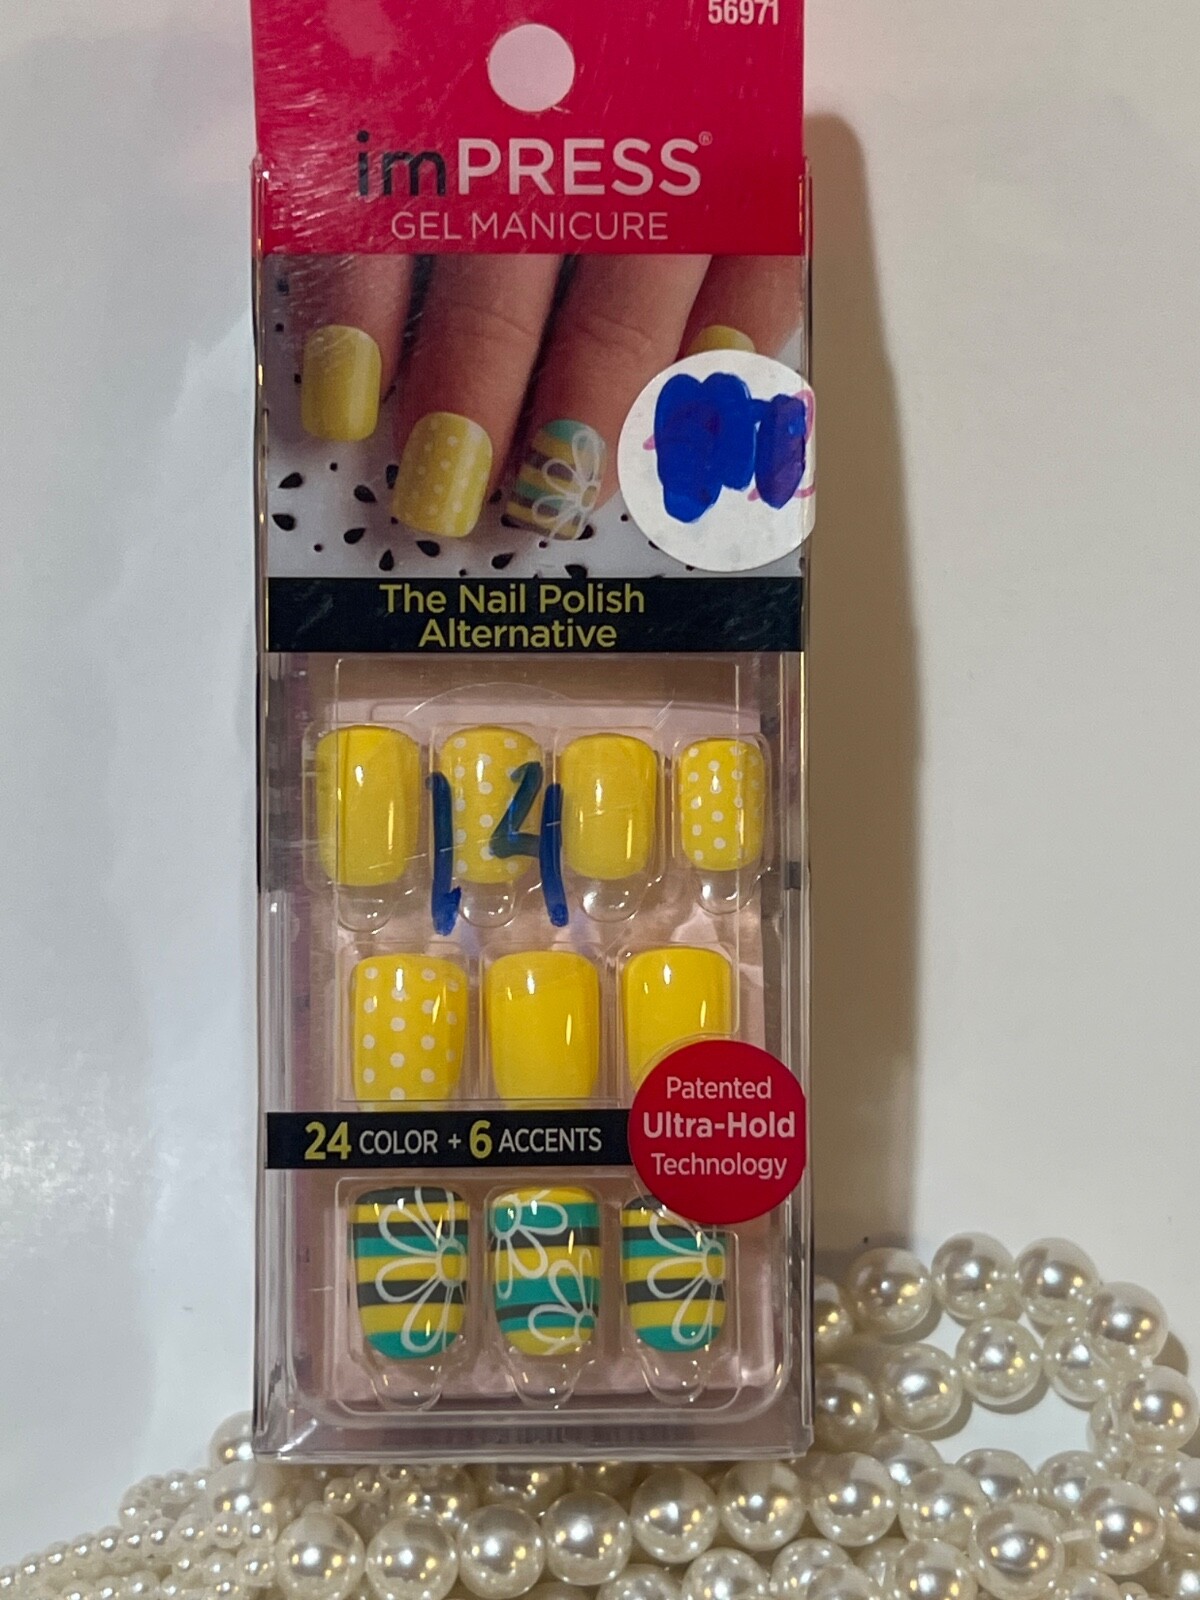 56971
imPRESS®
GEL MANICURE
The Nail Polish
Alternative
14
24 COLOR + 6 ACCENTS
Patented
Ultra-Hold
Technology